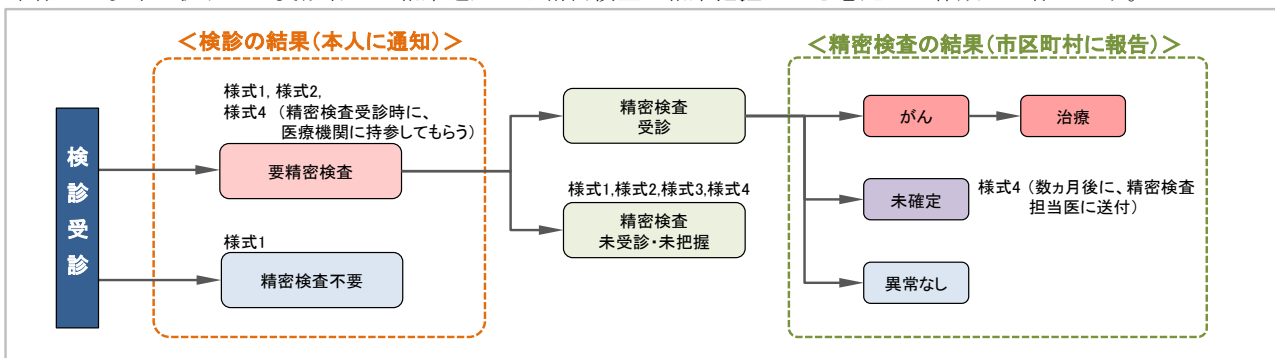 ＜検診の結果(本人に通知)＞
＜精密検査の結果(市区町村に報告)＞
様式1, 様式2,
様式4 （精密検査受診時に、
医療機関に持参してもらう）
検診受診
要精密検査
様式1
精密検査不要
精密検査
受診
様式1,様式2,様式3,様式4
精密検査
未受診・未把握
がん
治療
未確定
様式4 （数ヵ月後に、精密検査
担当医に送付）
異常なし